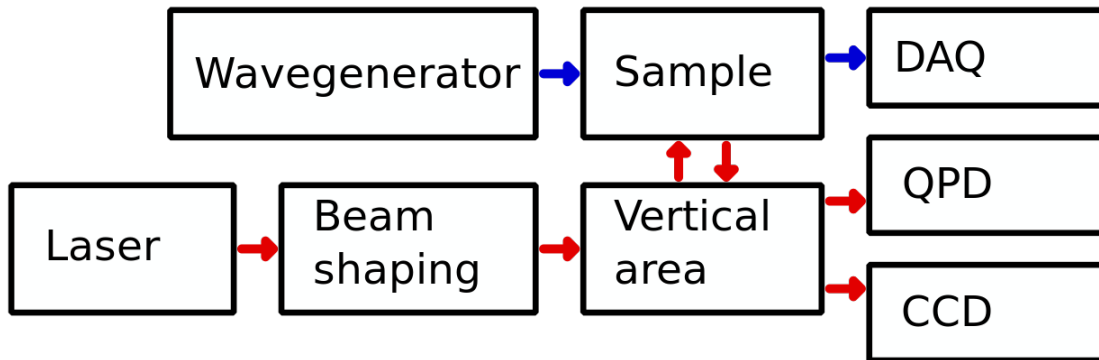 Wavegenerator
Sample
DAQ
Laser
Beam
shaping
Vertical
area
QPD
CCD